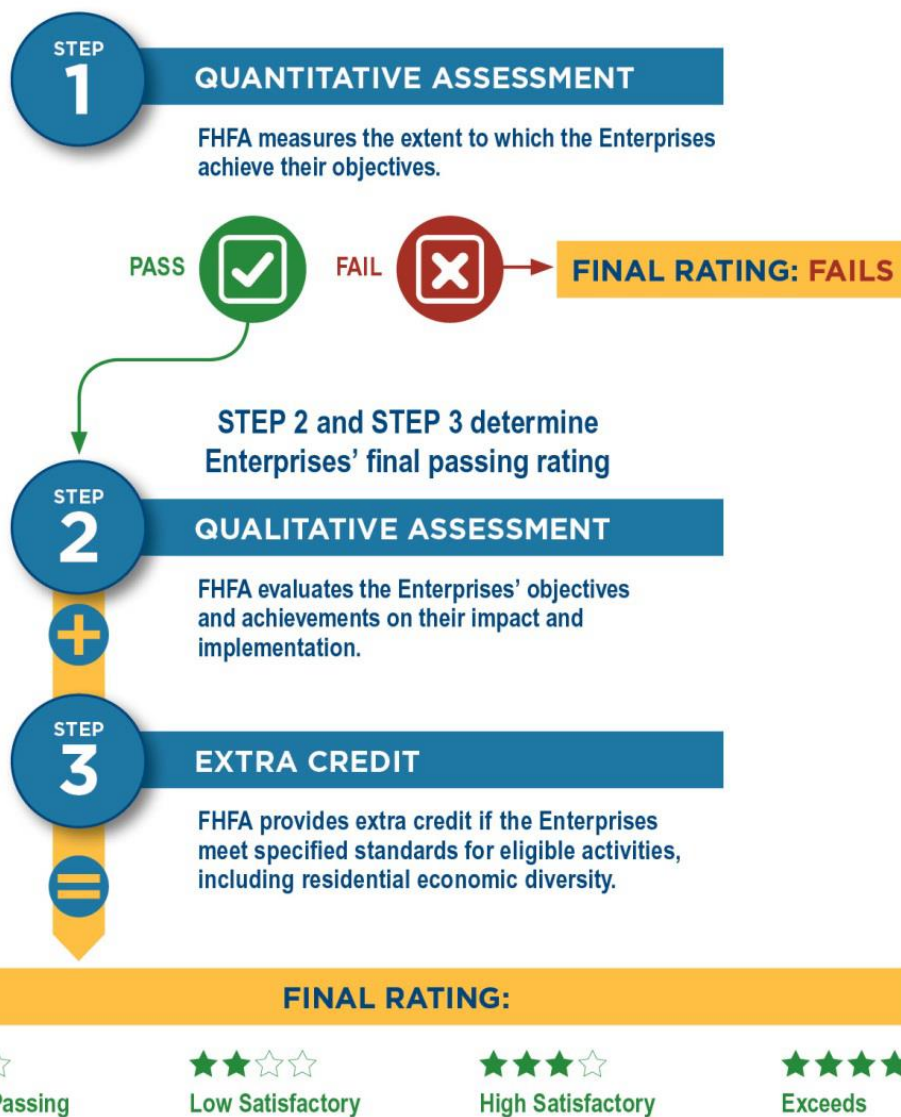 STEP
1
QUANTITATIVE ASSESSMENT
FHFA measures the extent to which the Enterprises
achieve their objectives.
PASS
FAIL
FINAL RATING: FAILS
STEP 2 and STEP 3 determine
Enterprises’ final passing rating
STEP
2
QUALITATIVE ASSESSMENT
FHFA evaluates the Enterprises’ objectives
and achievements on their impact and
implementation.
STEP
3
EXTRA CREDIT
FHFA provides extra credit if the Enterprises
meet specified standards for eligible activities,
including residential economic diversity.
FINAL RATING:
Passing
Low Satisfactory
High Satisfactory
Exceeds